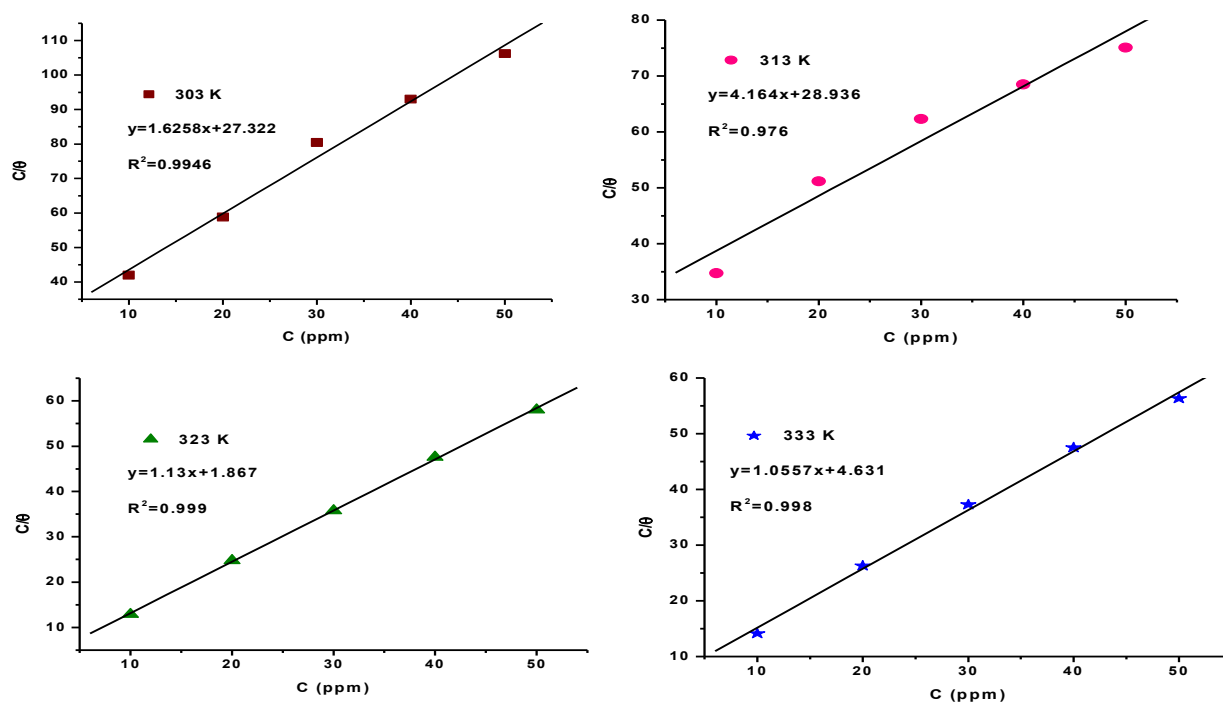 110
100
90
80
70
60
50
40
C/θ
303 K
y=1.6258x+27.322
R²=0.9946
10 20 30 40 50
C (ppm)
80
70
60
50
40
30
C/θ
313 K
y=4.164x+28.936
R²=0.976
10 20 30 40 50
C (ppm)
60
50
40
30
20
10
C/θ
323 K
y=1.13x+1.867
R²=0.999
10 20 30 40 50
C (ppm)
60
50
40
30
20
10
C/θ
333 K
y=1.0557x+4.631
R²=0.998
10 20 30 40 50
C (ppm)